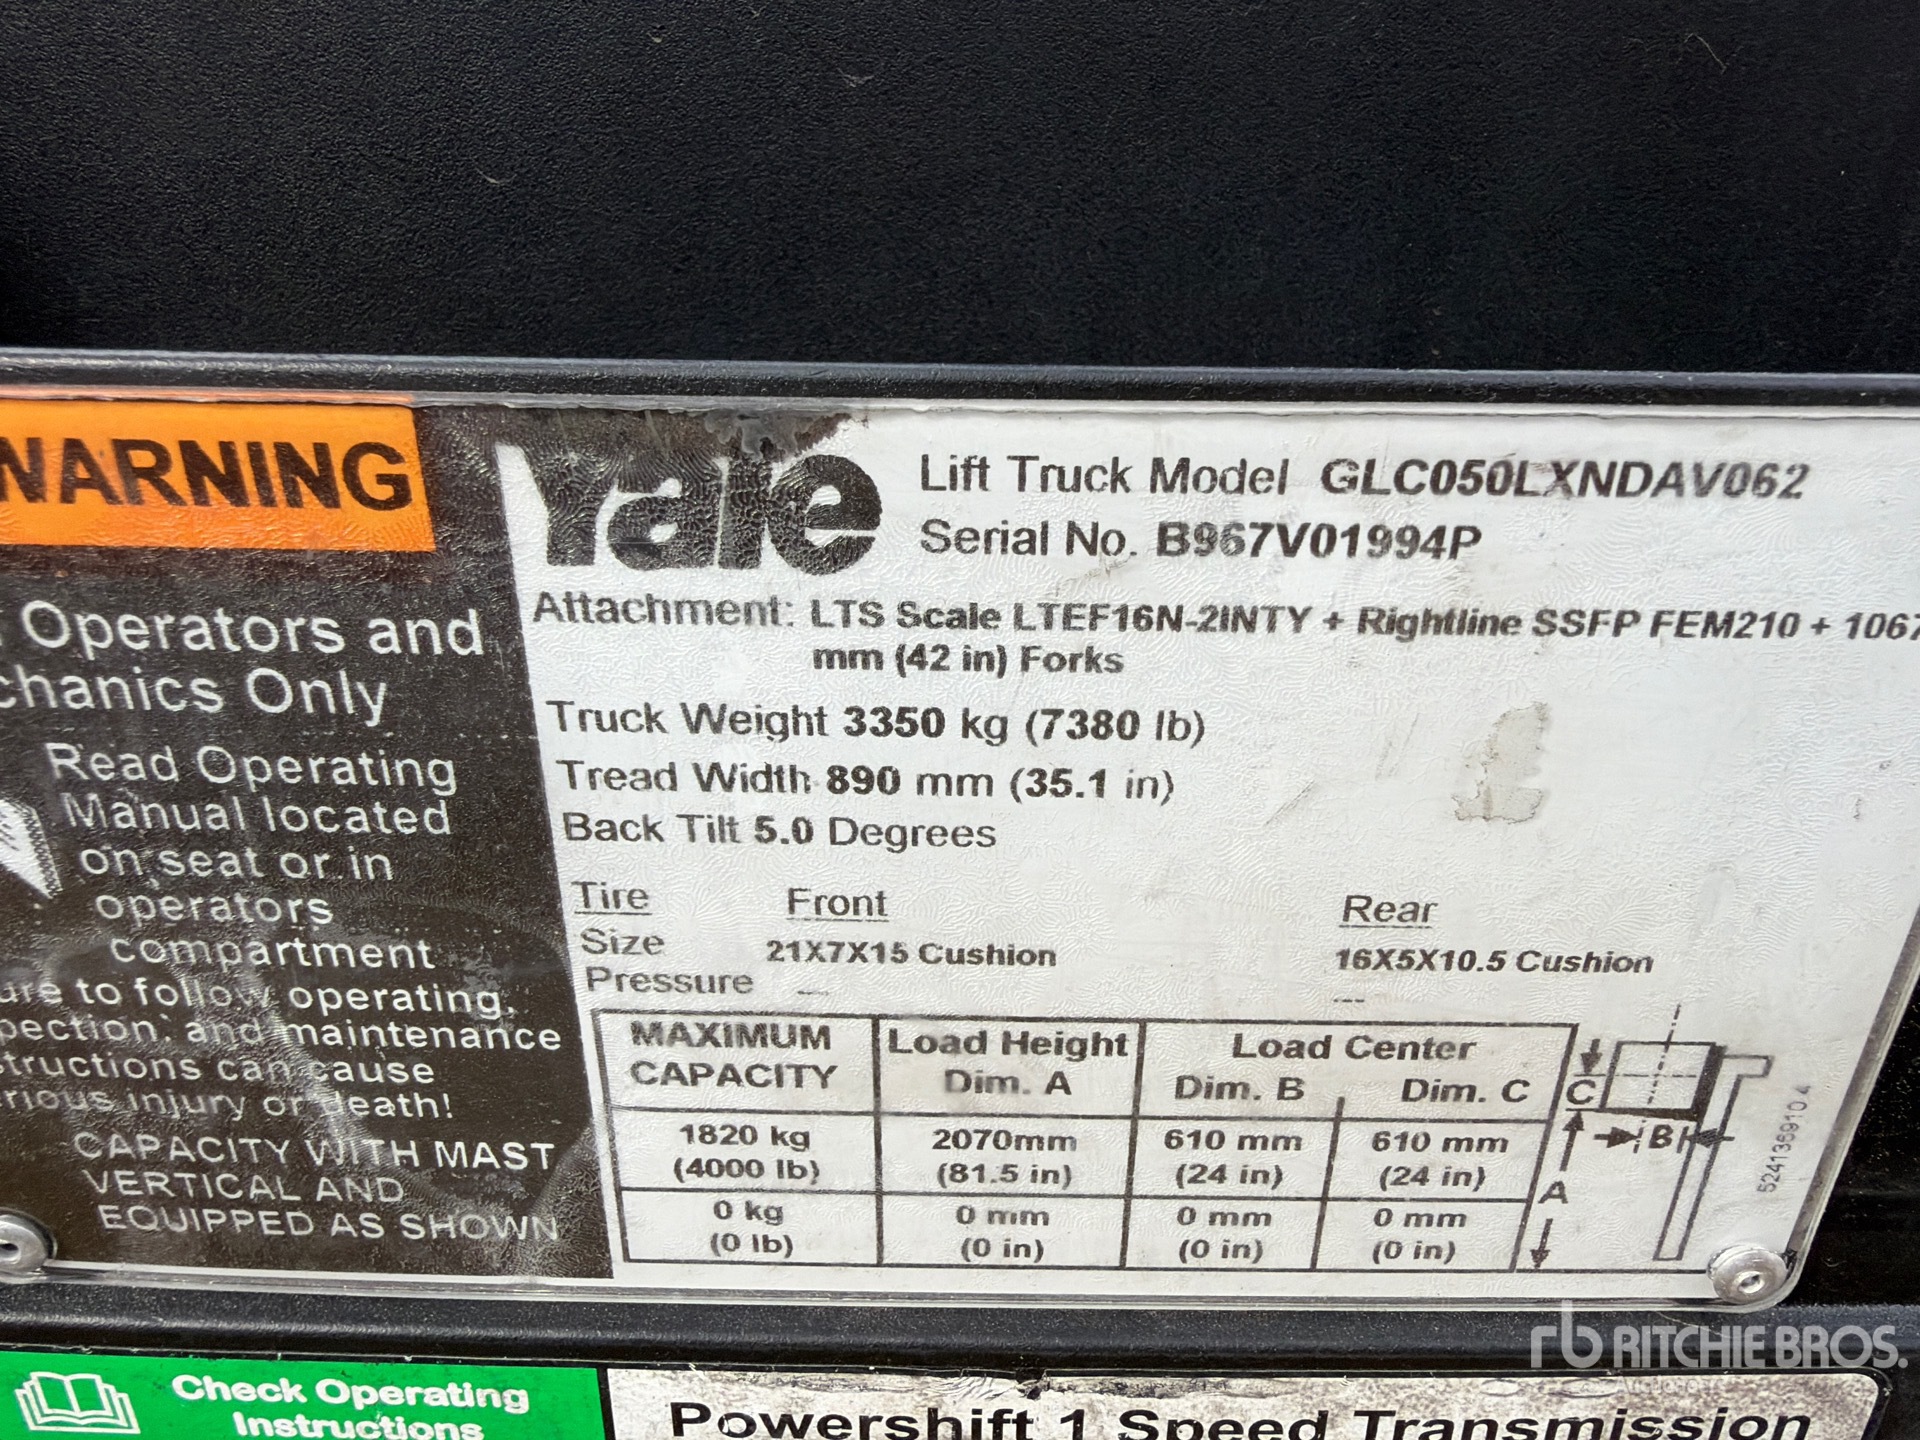 WARNING
Operators and
chanics Only
Read Operating
Manual located
on seat or in
operators
compartment
ure to follow operating,
pection, and maintenance
structions can cause
rious injury or death!
CAPACITY WITH MAST
VERTICAL AND
EQUIPPED AS SHOWN
Yale
Lift Truck Model GLC050LXNDAV062
Serial No. B967V01994P
Attachment: LTS Scale LTEF16N-2INTY + Rightline SSFP FEM210 + 1067
mm (42 in) Forks
Truck Weight 3350 kg (7380 lb)
Tread Width 890 mm (35.1 in)
Back Tilt 5.0 Degrees
Tire Front Rear
Size 21X7X15 Cushion 16X5X10.5 Cushion
Pressure --- ---
MAXIMUM CAPACITY Load Height Dim. A Load Center
Dim. B Dim. C
1820 kg 2070mm 610 mm 610 mm
(4000 lb) (81.5 in) (24 in) (24 in)
0 kg 0 mm 0 mm 0 mm
(0 lb) (0 in) (0 in) (0 in)
C
B
A
524136910 4
Check Operating
Instructions
Powershift 1 Speed Transmission
rb RITCHIE BROS.